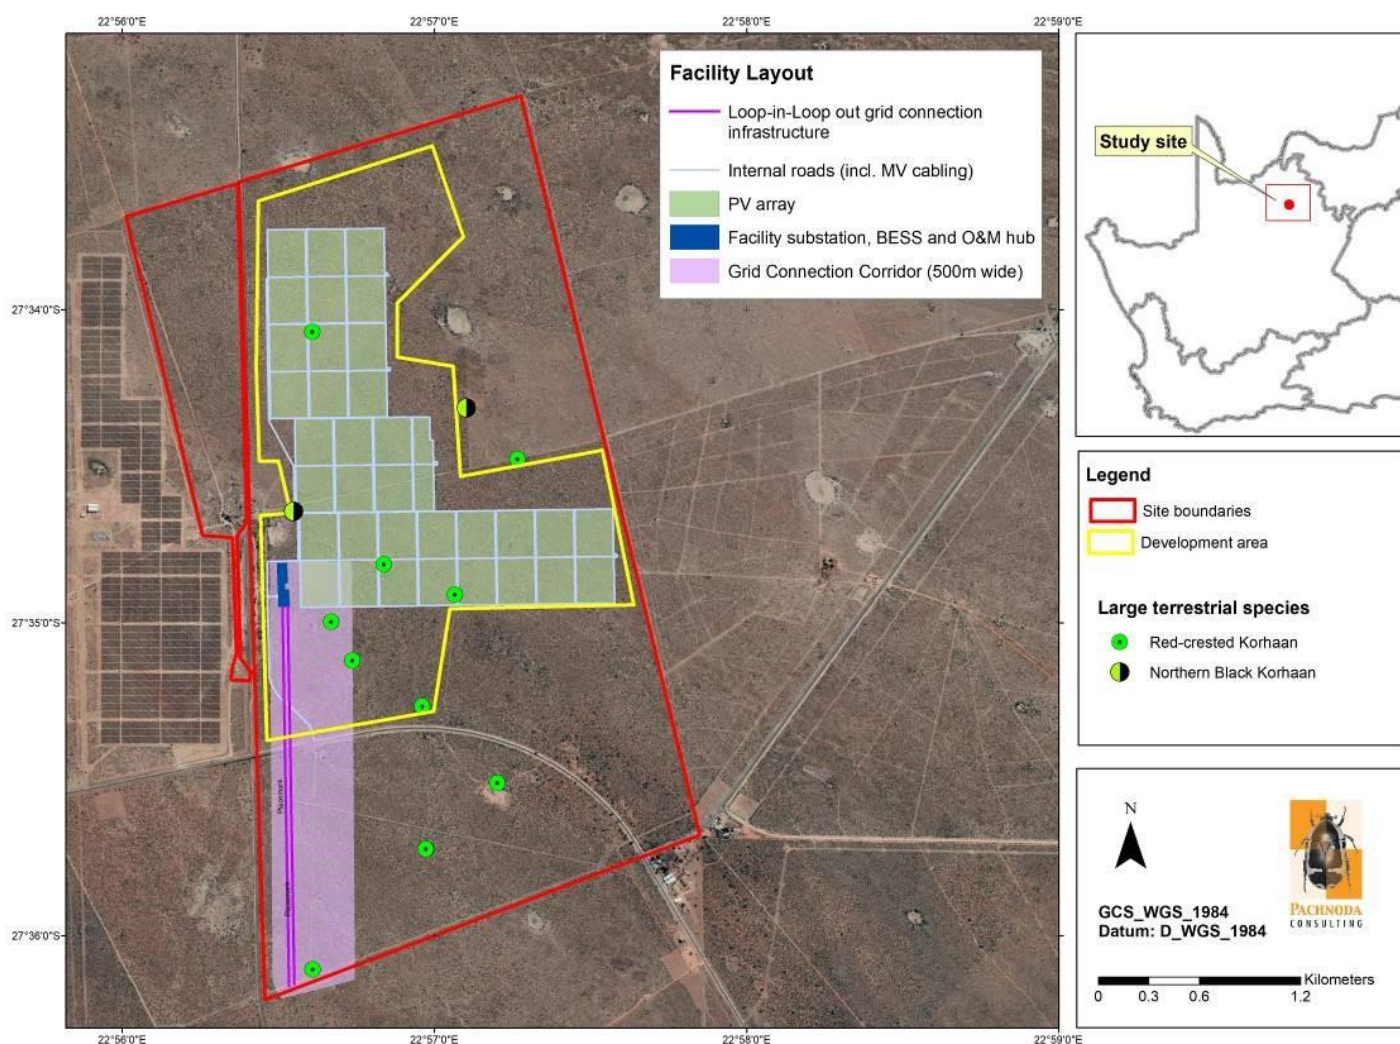 22°56'0"E 22°57'0"E 22°58'0"E 22°59'0"E
Facility Layout
Loop-in-Loop out grid connection
infrastructure
Internal roads (incl. MV cabling)
PV array
Facility substation, BESS and O&M hub
Grid Connection Corridor (500m wide)
Study site
27°34'0"S
27°35'0"S
27°36'0"S
Placemark
Placemark
Legend
Site boundaries
Development area
Large terrestrial species
Red-crested Korhaan
Northern Black Korhaan
N
GCS_WGS_1984
Datum: D_WGS_1984
PACHNODA
CONSULTING
Kilometers
0 0.3 0.6 1.2
22°56'0"E 22°57'0"E 22°58'0"E 22°59'0"E